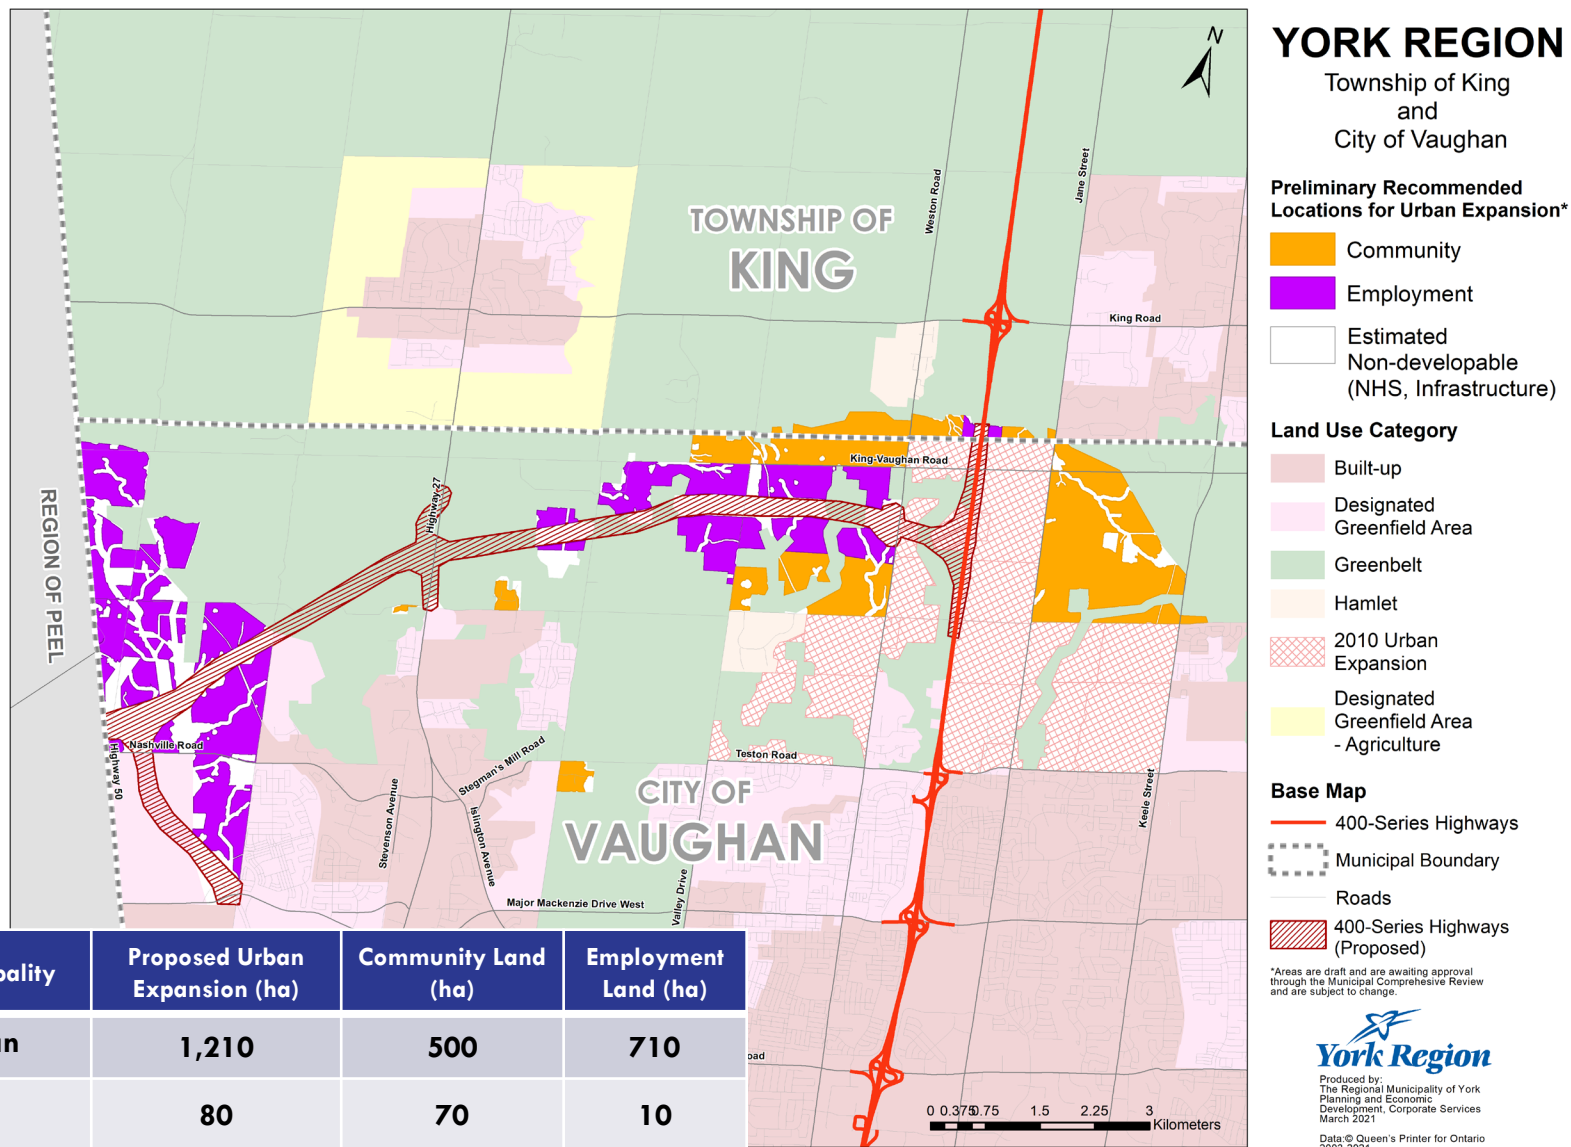 YORK REGION
Township of King
and
City of Vaughan
Preliminary Recommended
Locations for Urban Expansion*
Community
Employment
Estimated
Non-developable
(NHS, Infrastructure)
Land Use Category
Built-up
Designated
Greenfield Area
Greenbelt
Hamlet
2010 Urban
Expansion
Designated
Greenfield Area
- Agriculture
Base Map
400-Series Highways
Municipal Boundary
Roads
400-Series Highways
(Proposed)
*Areas are draft and are awaiting approval
through the Municipal Comprehesive Review
and are subject to change.
York Region
Produced by:
The Regional Municipality of York
Planning and Economic
Development, Corporate Services
March 2021
Data:© Queen's Printer for Ontario
N
TOWNSHIP OF
KING
Weston Road
Jane Street
King Road
King-Vaughan Road
Highway 27
REGION OF PEEL
Nashville Road
Highway 50
Stegman's Mill Road
Teston Road
CITY OF
VAUGHAN
Stevenson Avenue
Islington Avenue
Keele Street
Valley Drive
Major Mackenzie Drive West
oad
0 0.375 0.75 1.5 2.25 3
Kilometers
pality
Proposed Urban
Expansion (ha)
Community Land
(ha)
Employment
Land (ha)
an
1,210
500
710
80
70
10